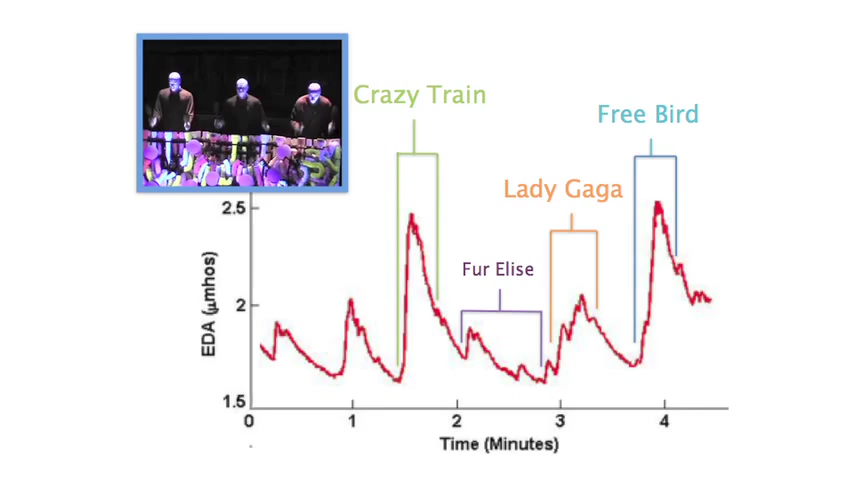 Crazy Train
Free Bird
Lady Gaga
Fur Elise
EDA (µmhos)
2.5
2
1.5
0 1 2 3 4
Time (Minutes)